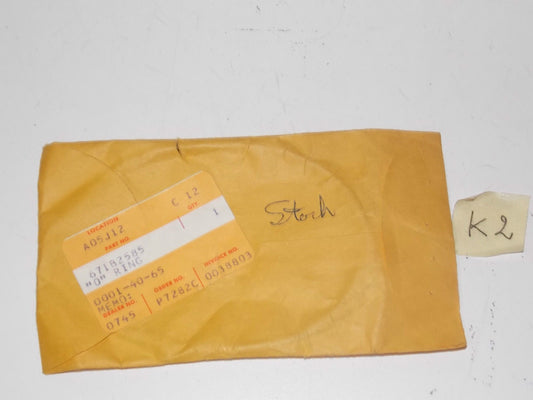 LOCATION
A05J12 C 12
PART NO. QTY.
67182585 1
"O" RING
0001-40-65
MEMO:
DEALER NO. ORDER NO. INVOICE NO.
0745 P7282C 0038803
Stock
K2